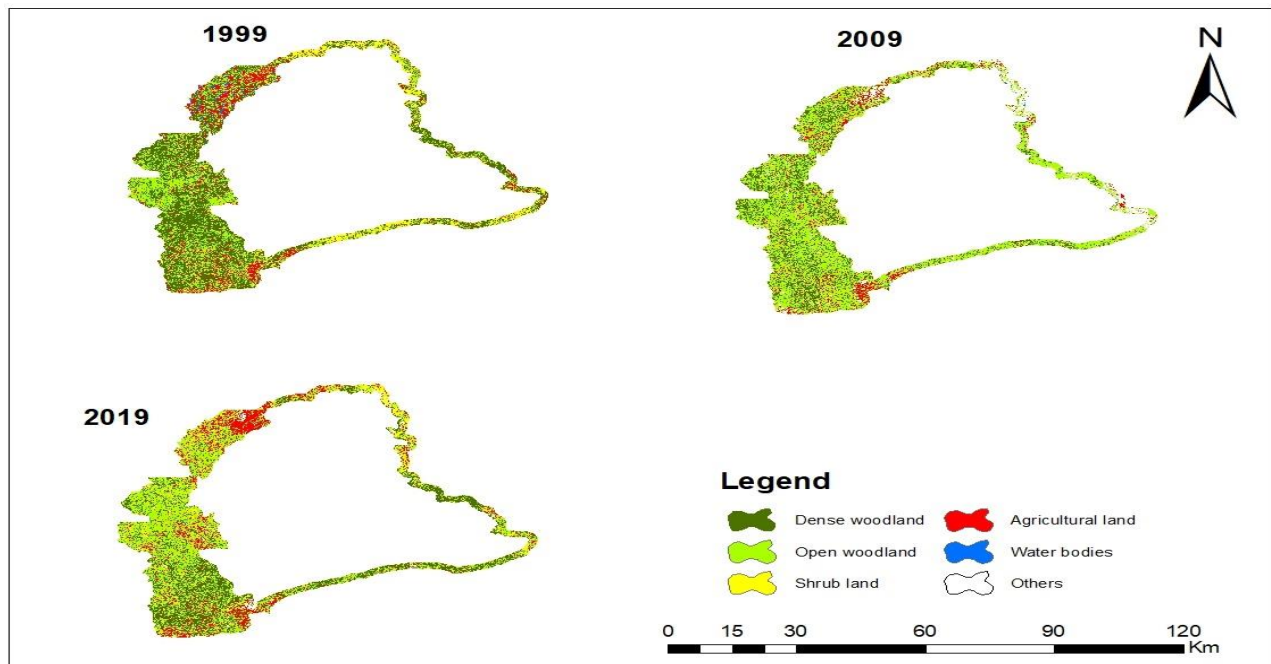 1999
2009
N
2019
Legend
Dense woodland
Agricultural land
Open woodland
Water bodies
Shrub land
Others
0 15 30 60 90 120
Km